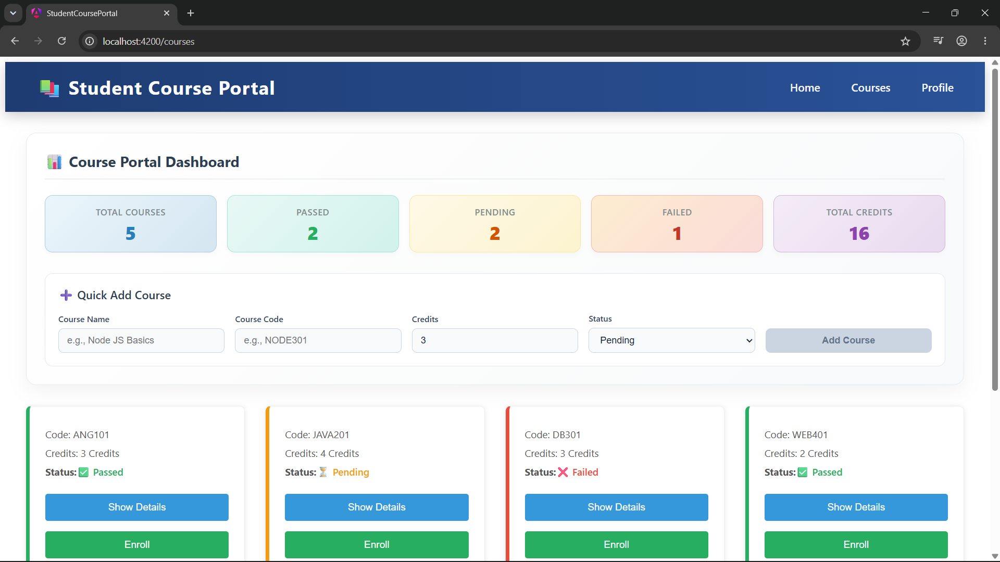 StudentCoursePortal
localhost:4200/courses
Student Course Portal
Home
Courses
Profile
Course Portal Dashboard
TOTAL COURSES
5
PASSED
2
PENDING
2
FAILED
1
TOTAL CREDITS
16
Quick Add Course
Course Name
e.g., Node JS Basics
Course Code
e.g., NODE301
Credits
3
Status
Pending
Add Course
Code: ANG101
Credits: 3 Credits
Status:✅ Passed
Show Details
Enroll
Code: JAVA201
Credits: 4 Credits
Status:⏳ Pending
Show Details
Enroll
Code: DB301
Credits: 3 Credits
Status:❌ Failed
Show Details
Enroll
Code: WEB401
Credits: 2 Credits
Status:✅ Passed
Show Details
Enroll